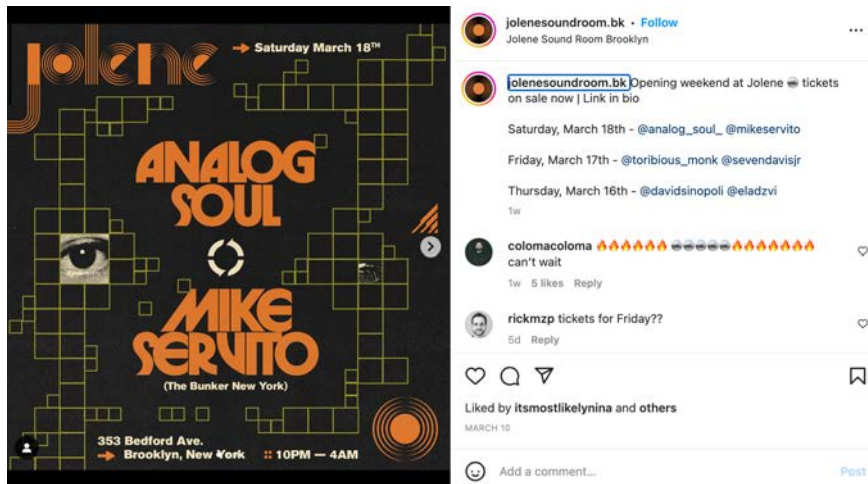 jolene
Saturday March 18TH
ANALOG
SOUL
MIKE
SERVITO
(The Bunker New York)
353 Bedford Ave.
Brooklyn, New York
10PM — 4AM
jolenesoundroom.bk • Follow
Jolene Sound Room Brooklyn
jolenesoundroom.bk Opening weekend at Jolene tickets
on sale now | Link in bio
Saturday, March 18th - @analog_soul_ @mikeservito
Friday, March 17th - @toribious_monk @sevendavisjr
Thursday, March 16th - @davidsinopoli @eladzvi
1w
colomacoloma 🔥🔥🔥🔥🔥🔥 🪩🪩🪩🪩🪩🔥🔥🔥🔥🔥🔥🔥
can't wait
1w 5 likes Reply
rickmzp tickets for Friday??
5d Reply
Liked by itsmostlikelynina and others
MARCH 10
Add a comment...
Post